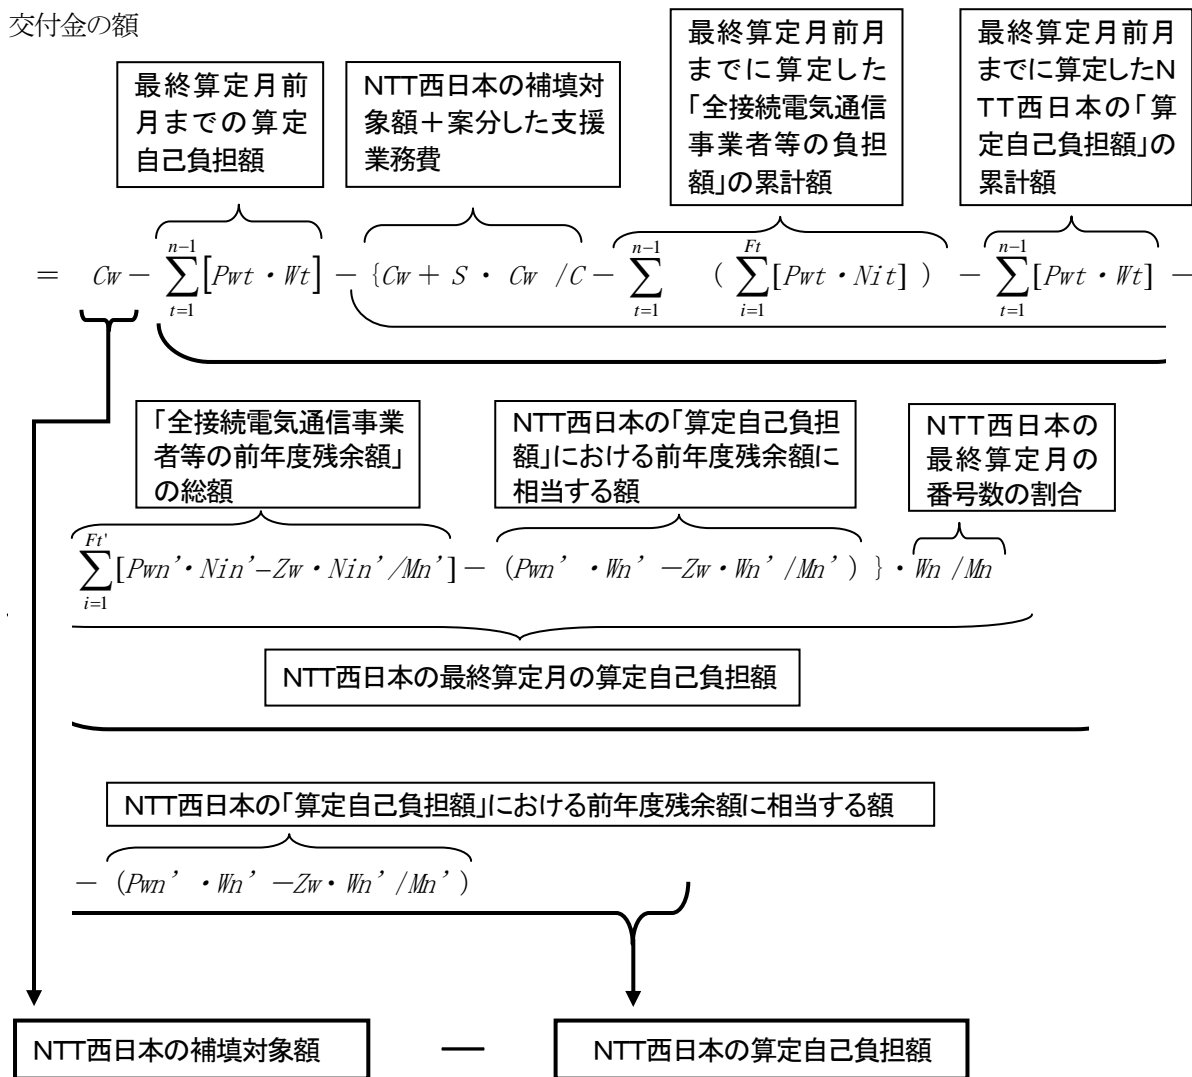 交付金の額
最終算定月前
月までの算定
自己負担額
NTT西日本の補填対
象額＋案分した支援
業務費
最終算定月前月
までに算定した
「全接続電気通信
事業者等の負担
額」の累計額
最終算定月前月
までに算定したN
TT西日本の「算
定自己負担額」の
累計額
＝ Cw－∑[t=1, n−1][Pwt・Wt]－{Cw＋S・Cw/C－∑[t=1, n−1](∑[i=1, Ft][Pwt・Nit])－∑[t=1, n−1][Pwt・Wt]－
「全接続電気通信事業
者等の前年度残余額」
の総額
NTT西日本の「算定自己負担
額」における前年度残余額に
相当する額
NTT西日本の
最終算定月の
番号数の割合
∑[i=1, Ft'][Pwn’・Nin’−Zw・Nin’/Mn’]－(Pwn’・Wn’−Zw・Wn’/Mn’)}・Wn/Mn
NTT西日本の最終算定月の算定自己負担額
NTT西日本の「算定自己負担額」における前年度残余額に相当する額
－(Pwn’・Wn’−Zw・Wn’/Mn’)
NTT西日本の補填対象額 ― NTT西日本の算定自己負担額